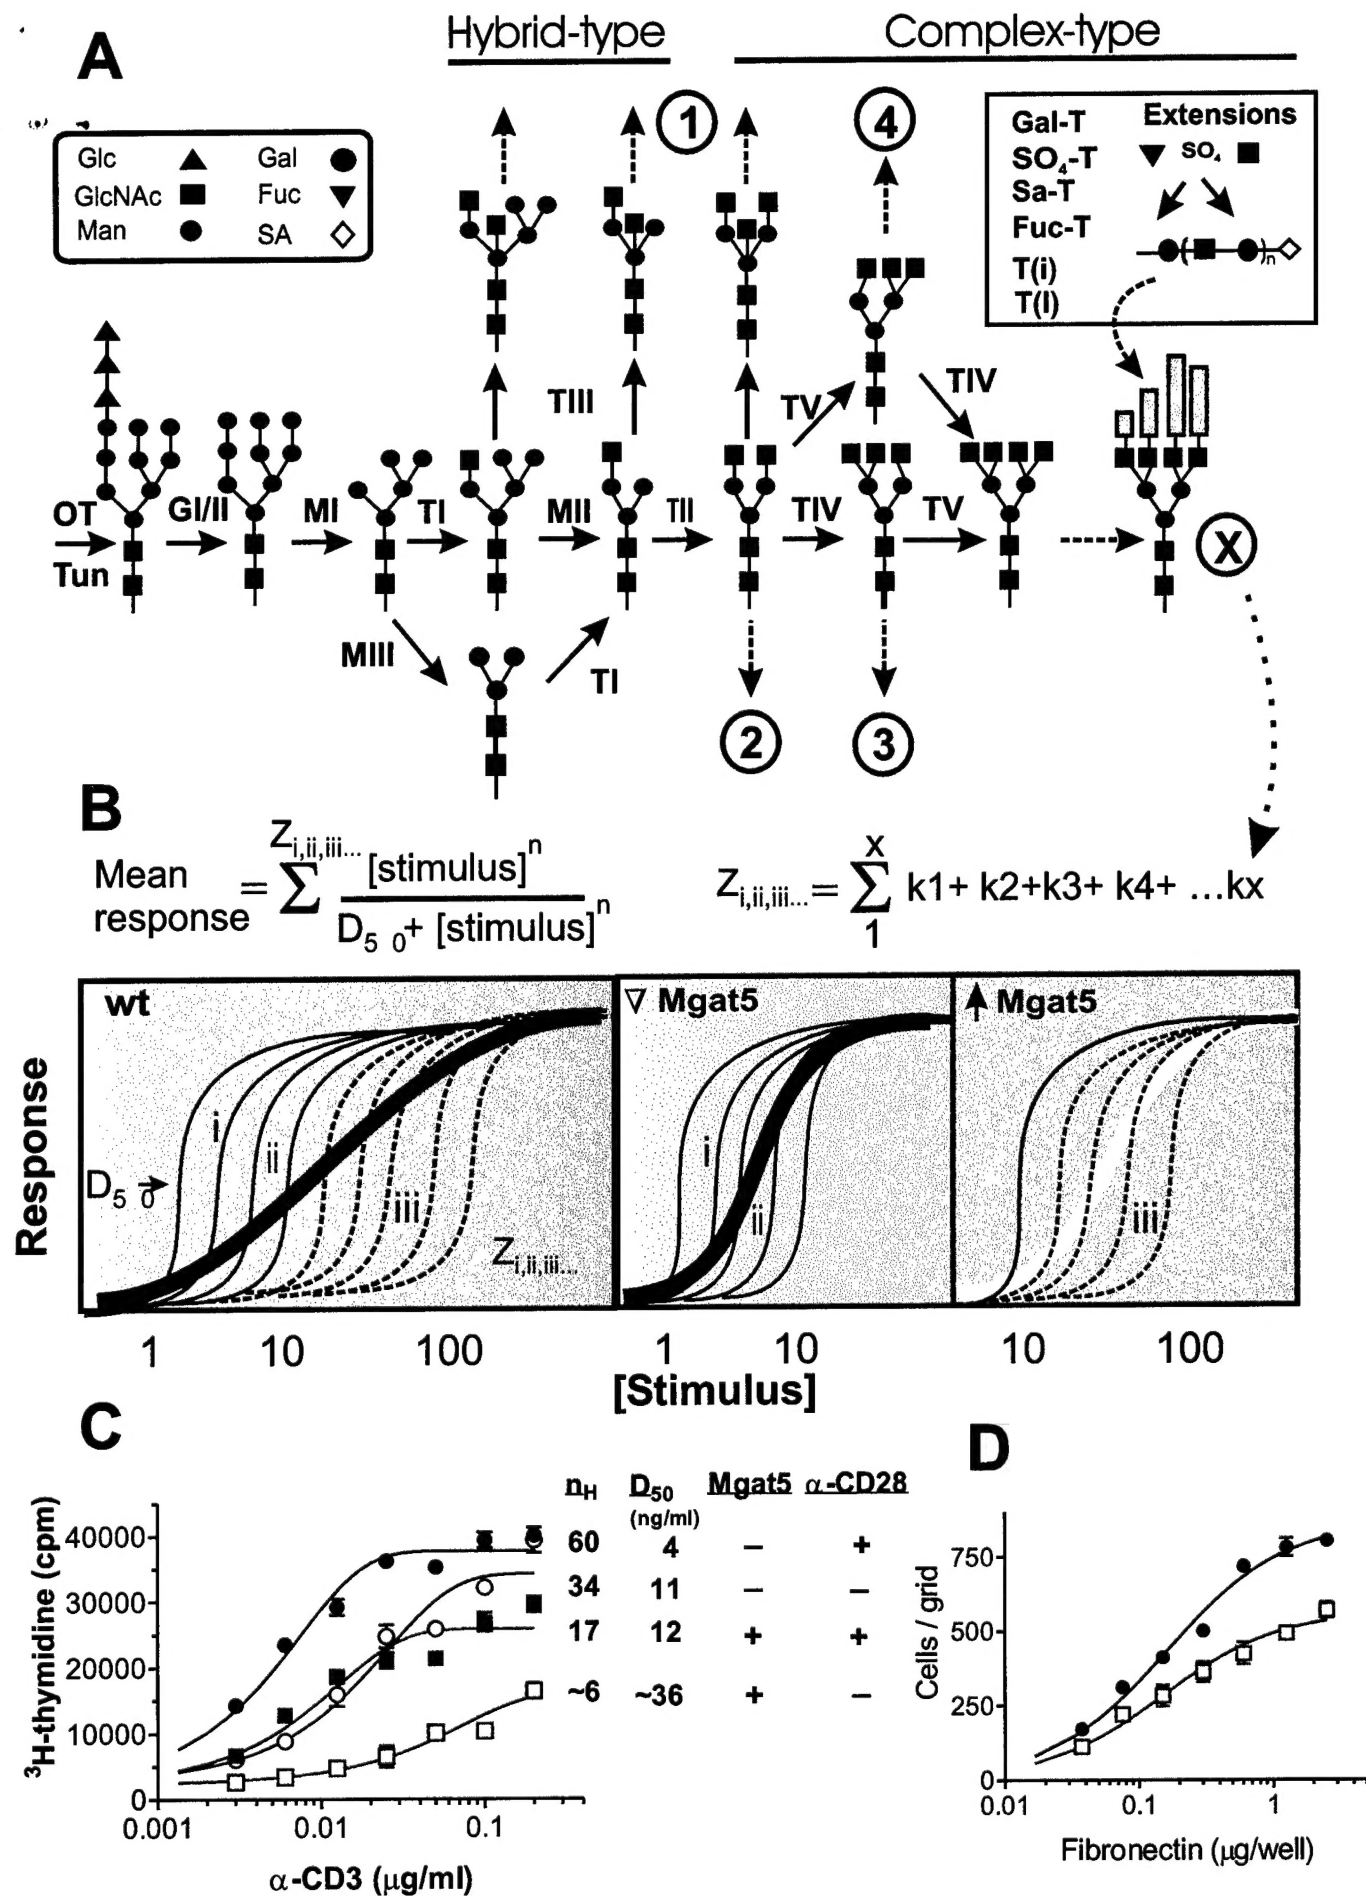 A
Hybrid-type
Complex-type
Glc
Gal
GlcNAc
Fuc
Man
SA
1
4
Gal-T
Extensions
SO4-T
SO4
Sa-T
Fuc-T
n
T(i)
T(I)
TIII
TV
TIV
OT
GI/II
MI
TI
MII
TII
TIV
TV
Tun
X
MIII
TI
2
3
B
Mean response = Σ Zi,ii,iii... [stimulus]n / D5 0+ [stimulus]n
Zi,ii,iii...= Σ x 1 k1+ k2+k3+ k4+ ...kx
wt
▽ Mgat5
↑ Mgat5
Response
i
ii
iii
D5 0
Zi,ii,iii...
i
ii
iii
1 10 100
1 10
10 100
[Stimulus]
C
D
nH D50 Mgat5 α-CD28
(ng/ml)
60 4 – +
34 11 – –
17 12 + +
~6 ~36 + –
3H-thymidine (cpm)
40000
30000
20000
10000
0
0.001 0.01 0.1
α-CD3 (μg/ml)
Cells / grid
750
500
250
0
0.01 0.1 1
Fibronectin (μg/well)